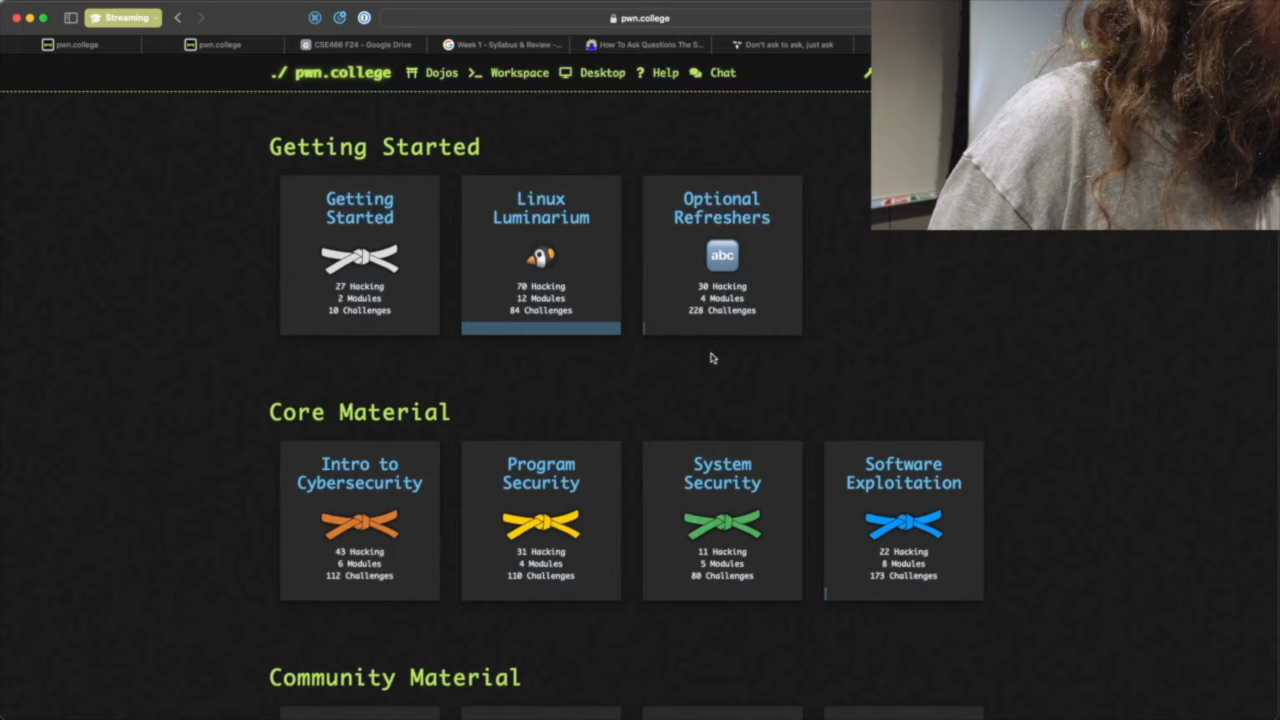 Streaming
pwn.college
pwn.college
pwn.college
CSE466 F24 - Google Drive
Week 1 - Syllabus & Review -...
How To Ask Questions The S...
Don't ask to ask, just ask
./ pwn.college
Dojos
Workspace
Desktop
? Help
Chat
Getting Started
Getting
Started
27 Hacking
2 Modules
10 Challenges
Linux
Luminarium
70 Hacking
12 Modules
84 Challenges
Optional
Refreshers
abc
30 Hacking
4 Modules
228 Challenges
Core Material
Intro to
Cybersecurity
43 Hacking
6 Modules
112 Challenges
Program
Security
31 Hacking
4 Modules
110 Challenges
System
Security
11 Hacking
5 Modules
80 Challenges
Software
Exploitation
22 Hacking
8 Modules
173 Challenges
Community Material